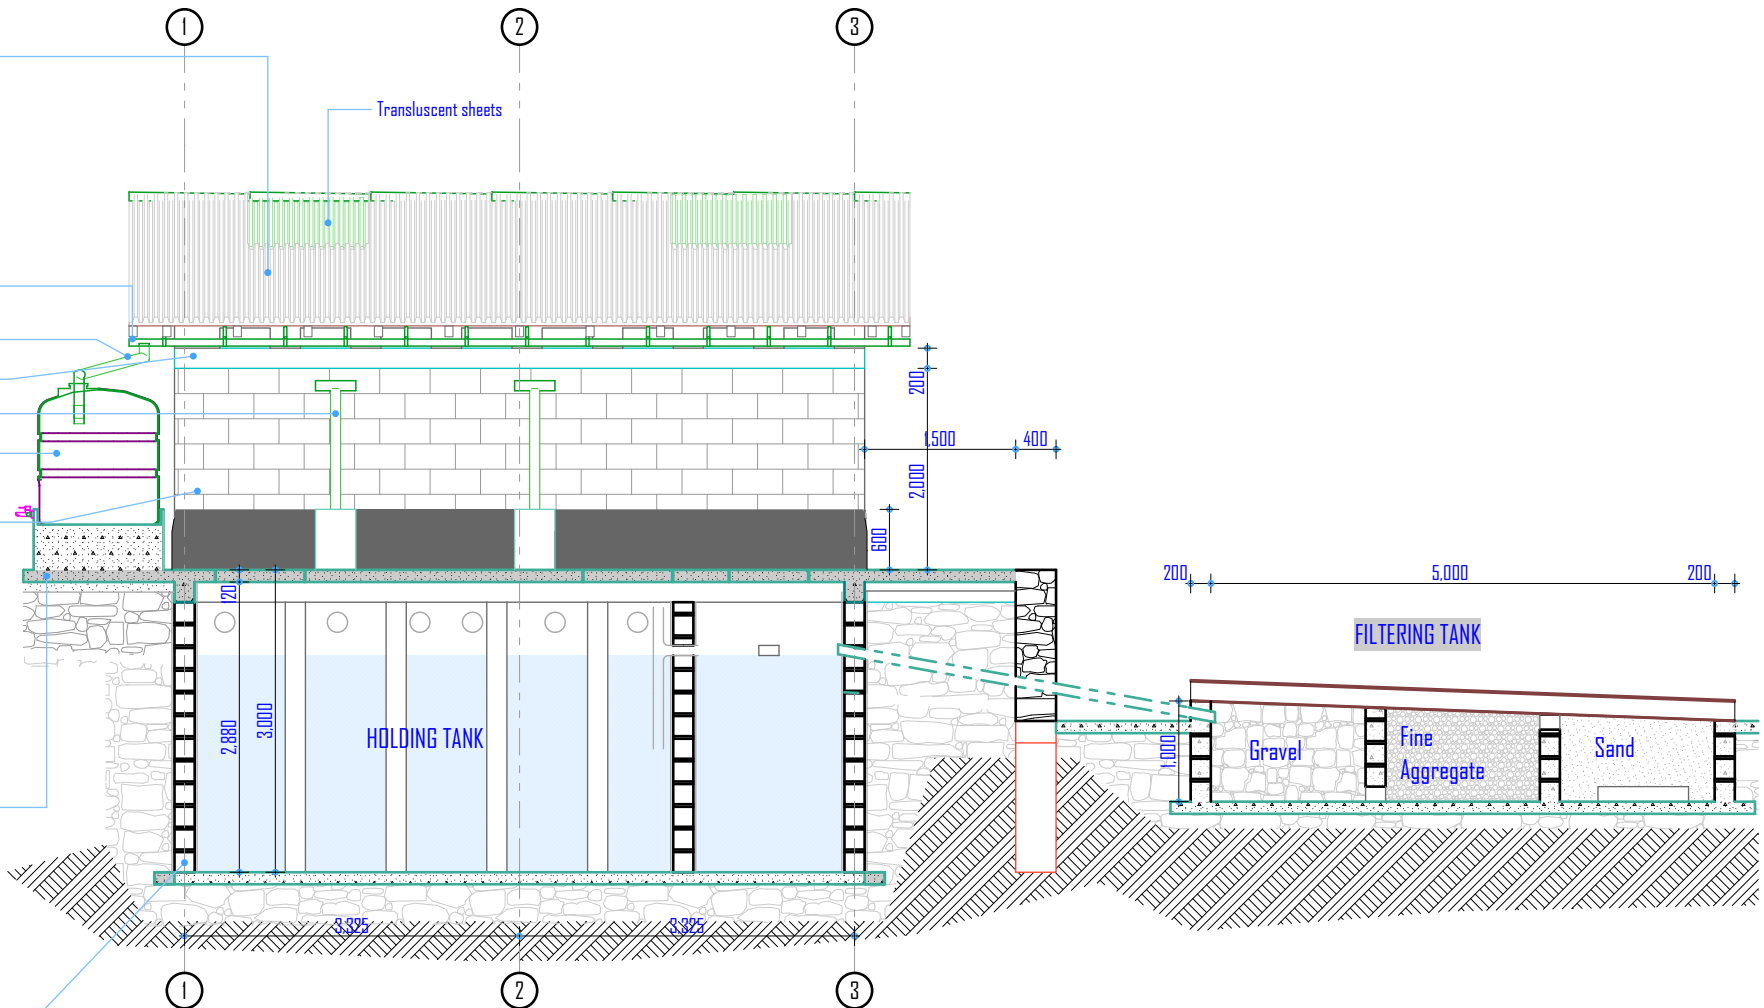 1
2
3
Transluscent sheets
200
1,500
400
2,000
600
200
5,000
200
120
FILTERING TANK
2,880
3,000
HOLDING TANK
1,000
Gravel
Fine
Aggregate
Sand
3,325
3,325
1
2
3